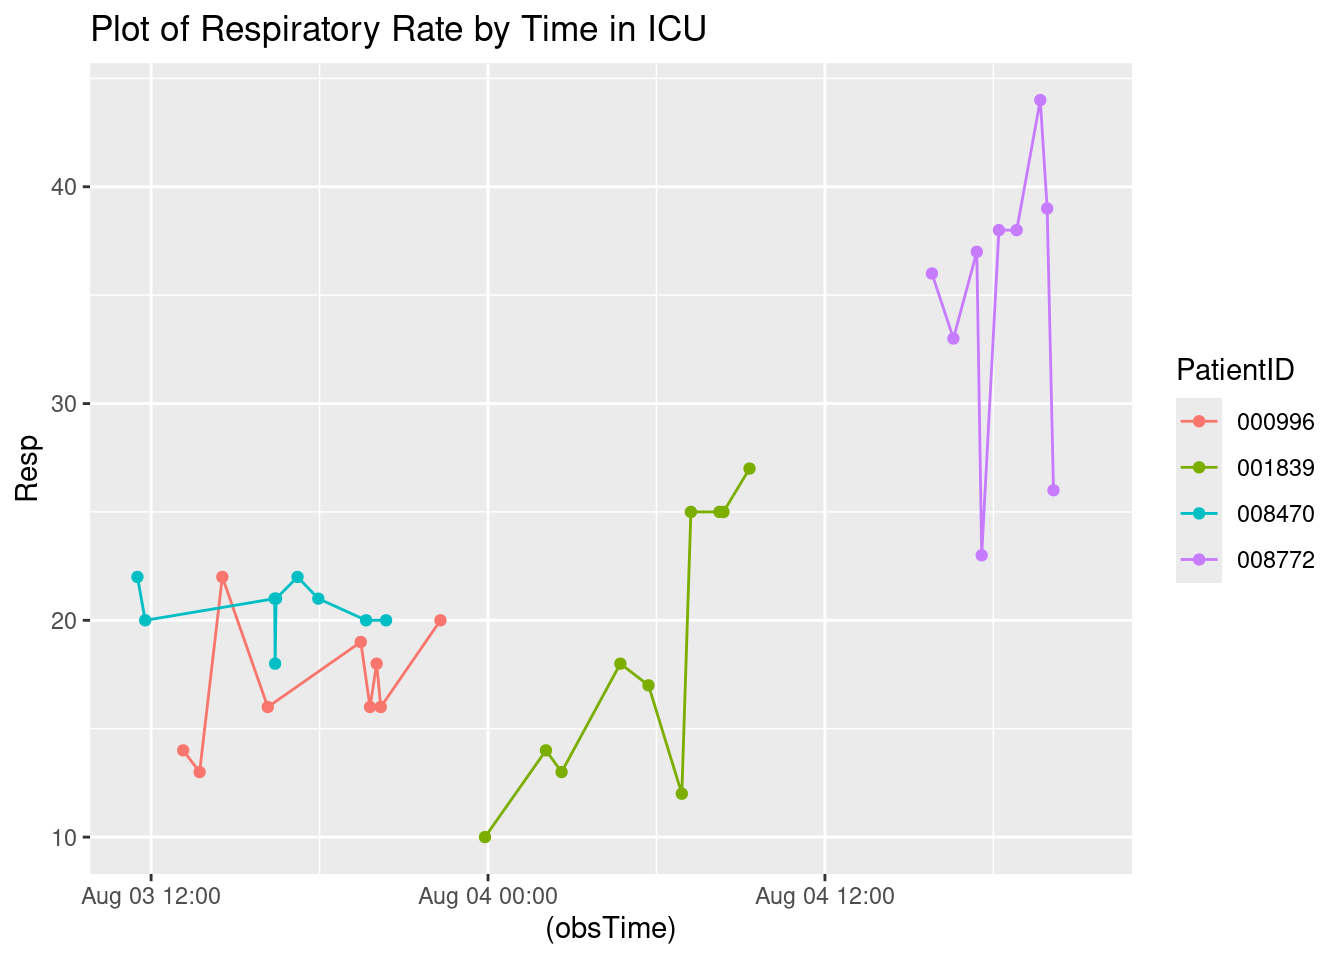 Plot of Respiratory Rate by Time in ICU
Resp
40
30
20
10
Aug 03 12:00
Aug 04 00:00
Aug 04 12:00
(obsTime)
PatientID
000996
001839
008470
008772